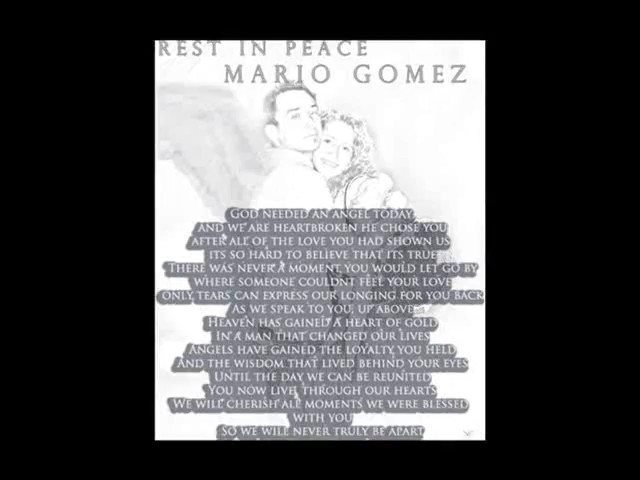 REST IN PEACE
MARIO GOMEZ
GOD NEEDED AN ANGEL TODAY
AND WE ARE HEARTBROKEN HE CHOSE YOU
AFTER ALL OF THE LOVE YOU HAD SHOWN US
ITS SO HARD TO BELIEVE THAT ITS TRUE
THERE WAS NEVER A MOMENT YOU WOULD LET GO BY
WHERE SOMEONE COULDNT FEEL YOUR LOVE
ONLY TEARS CAN EXPRESS OUR LONGING FOR YOU BACK
AS WE SPEAK TO YOU, UP ABOVE
HEAVEN HAS GAINED A HEART OF GOLD
IN A MAN THAT CHANGED OUR LIVES
ANGELS HAVE GAINED THE LOYALTY YOU HELD
AND THE WISDOM THAT LIVED BEHIND YOUR EYES
UNTIL THE DAY WE CAN BE REUNITED
YOU NOW LIVE, THROUGH OUR HEARTS
WE WILL CHERISH ALL MOMENTS WE WERE BLESSED
WITH YOU
SO WE WILL NEVER TRULY BE APART